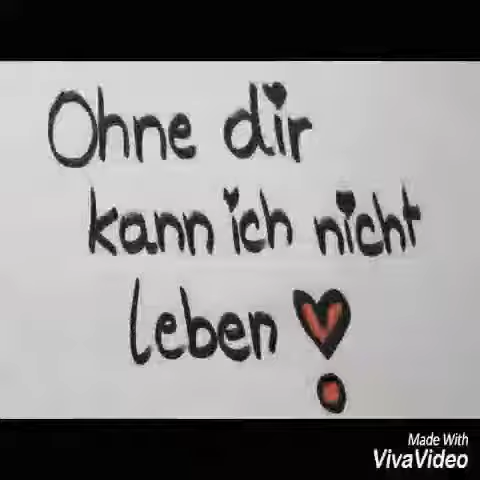 Ohne dir
kann ich nicht
leben
Made With
VivaVideo